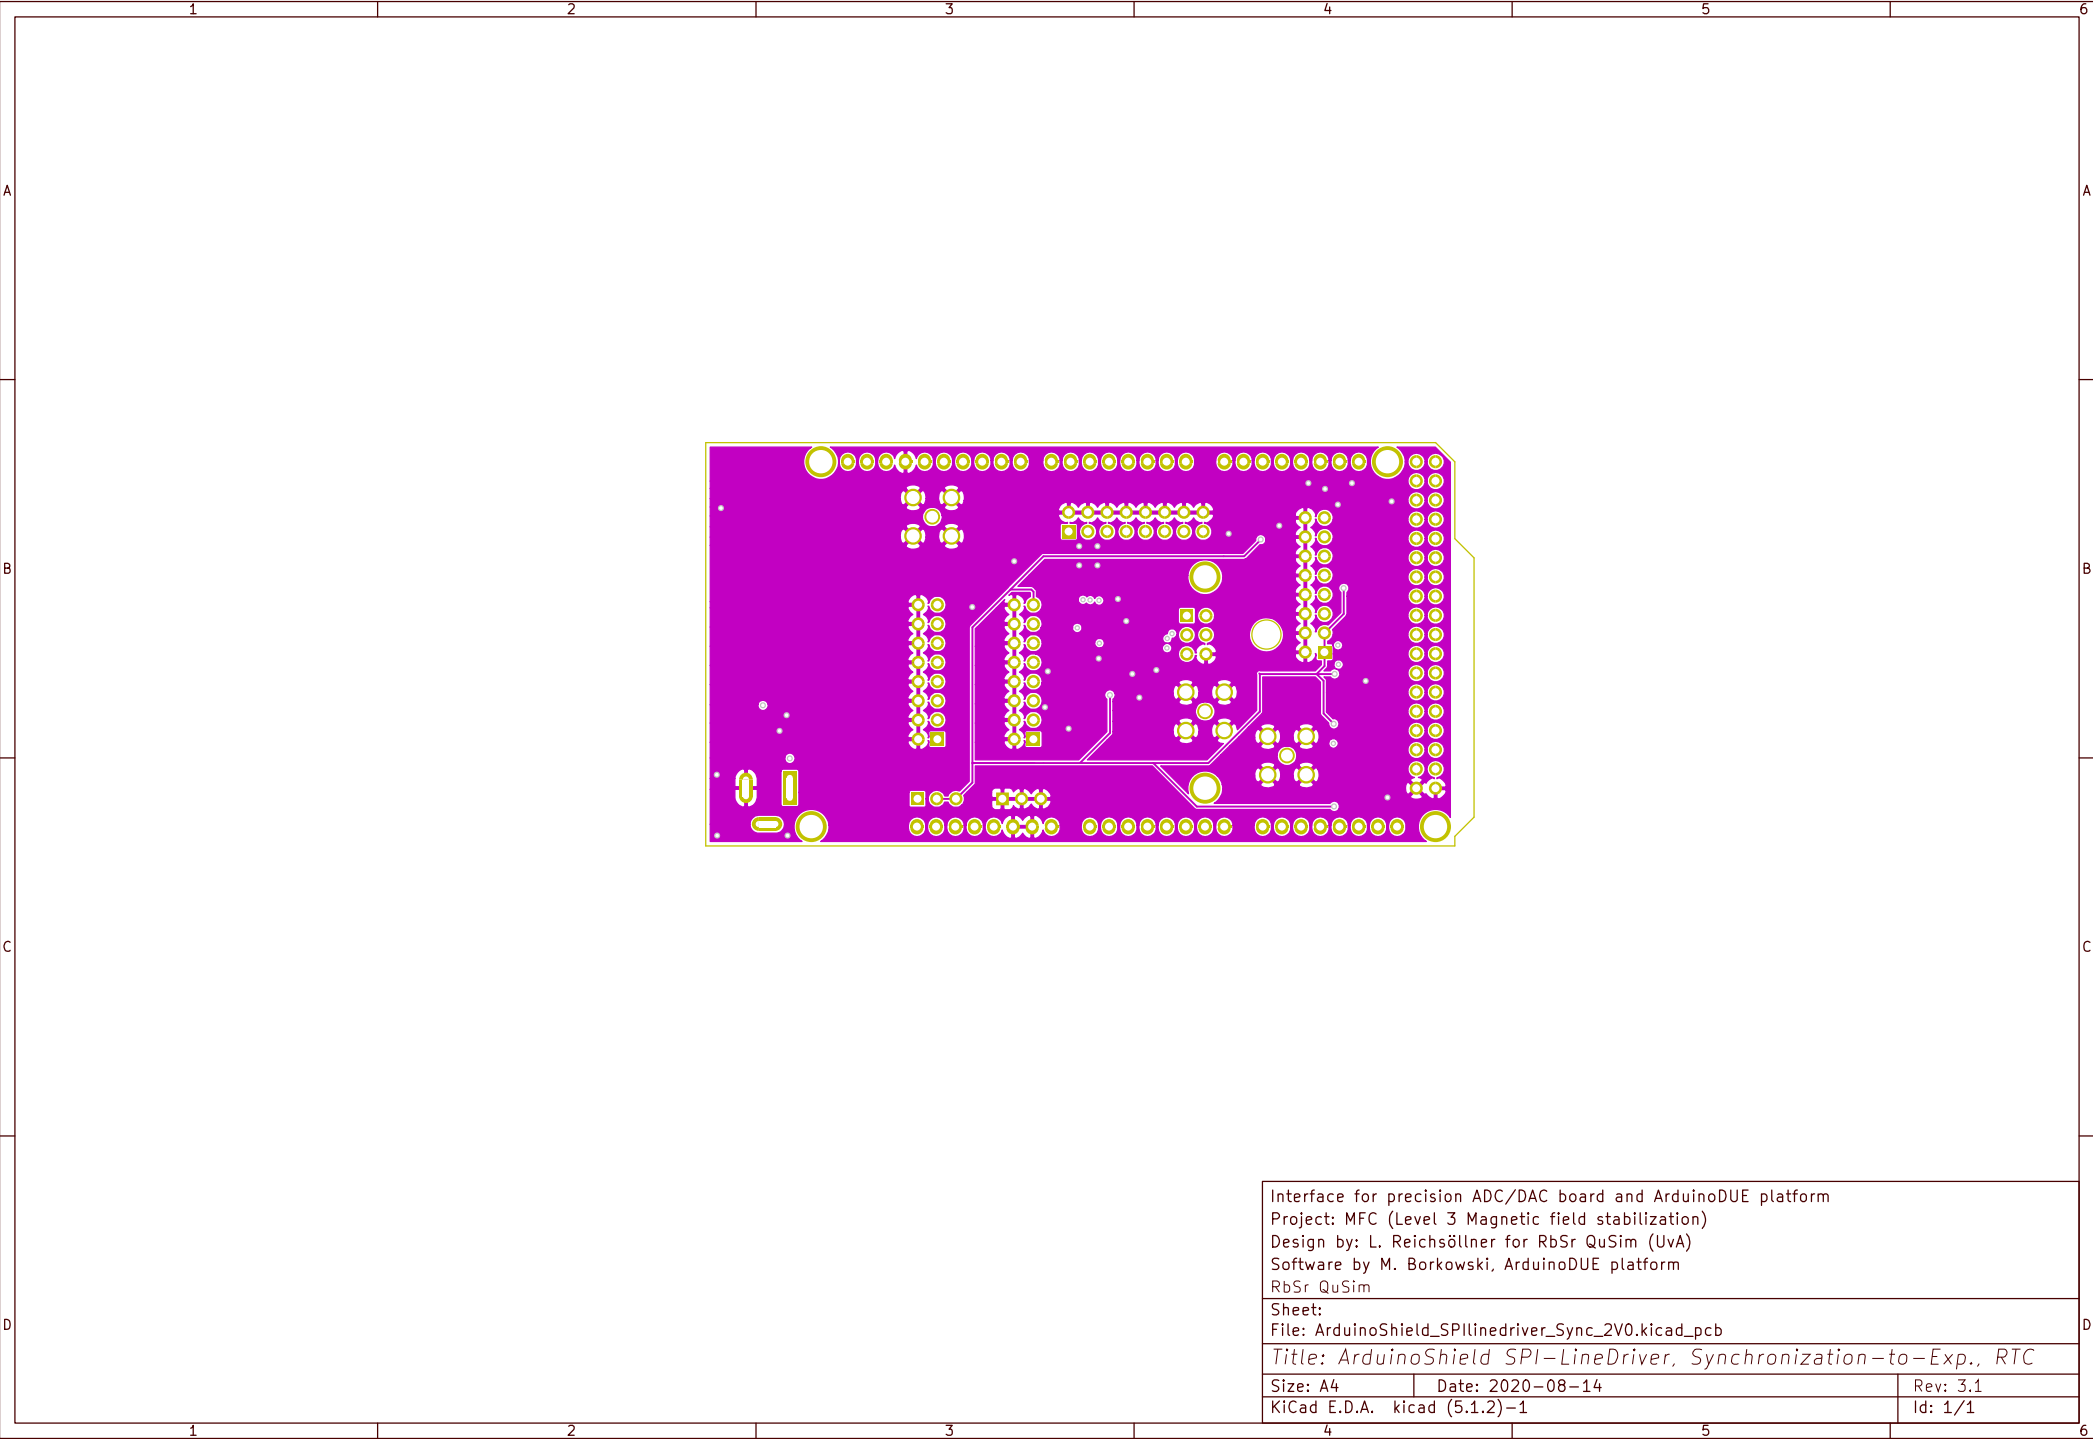 1 2 3 4 5 6
A A
B B
C C
D D
Interface for precision ADC/DAC board and ArduinoDUE platform
Project: MFC (Level 3 Magnetic field stabilization)
Design by: L. Reichsöllner for RbSr QuSim (UvA)
Software by M. Borkowski, ArduinoDUE platform
RbSr QuSim
Sheet:
File: ArduinoShield_SPIlinedriver_Sync_2V0.kicad_pcb
Title: ArduinoShield SPI-LineDriver, Synchronization-to-Exp., RTC
Size: A4 Date: 2020-08-14 Rev: 3.1
KiCad E.D.A. kicad (5.1.2)-1 Id: 1/1
1 2 3 4 5 6